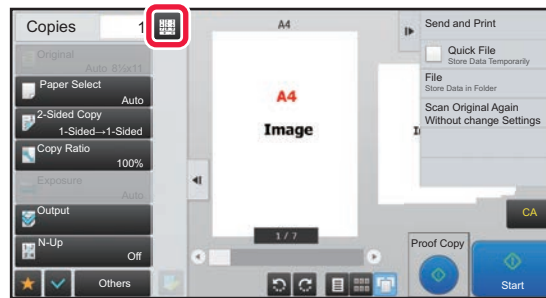 Copies 1
Original
Auto 8½x11
Paper Select
Auto
2-Sided Copy
1-Sided→1-Sided
Copy Ratio
100%
Exposure
Auto
Output
N-Up
Off
Others
A4
A4
Image
1 / 7
Send and Print
Quick File
Store Data Temporarily
File
Store Data in Folder
Scan Original Again
Without change Settings
CA
Proof Copy
Start